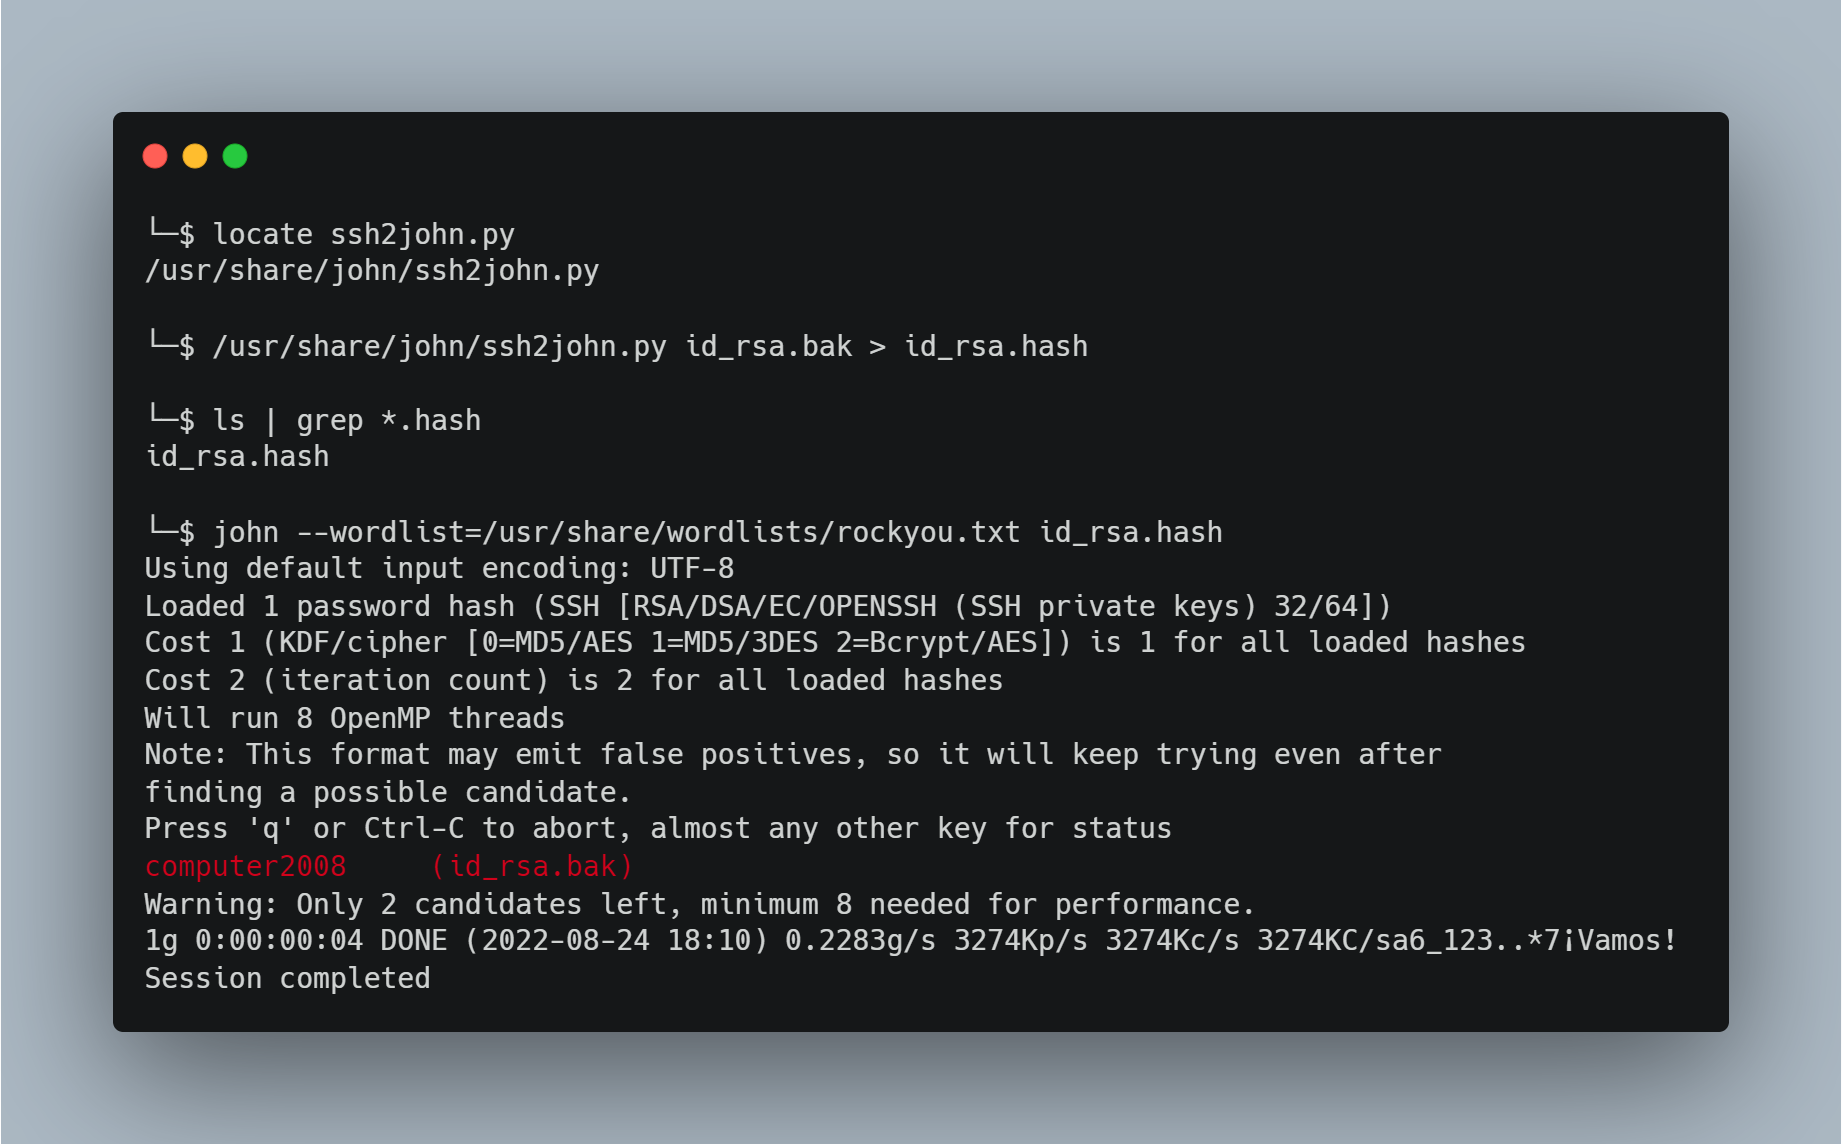 └─$ locate ssh2john.py
/usr/share/john/ssh2john.py
└─$ /usr/share/john/ssh2john.py id_rsa.bak > id_rsa.hash
└─$ ls | grep *.hash
id_rsa.hash
└─$ john --wordlist=/usr/share/wordlists/rockyou.txt id_rsa.hash
Using default input encoding: UTF-8
Loaded 1 password hash (SSH [RSA/DSA/EC/OPENSSH (SSH private keys) 32/64])
Cost 1 (KDF/cipher [0=MD5/AES 1=MD5/3DES 2=Bcrypt/AES]) is 1 for all loaded hashes
Cost 2 (iteration count) is 2 for all loaded hashes
Will run 8 OpenMP threads
Note: This format may emit false positives, so it will keep trying even after
finding a possible candidate.
Press 'q' or Ctrl-C to abort, almost any other key for status
computer2008     (id_rsa.bak)
Warning: Only 2 candidates left, minimum 8 needed for performance.
1g 0:00:00:04 DONE (2022-08-24 18:10) 0.2283g/s 3274Kp/s 3274Kc/s 3274KC/sa6_123..*7¡Vamos!
Session completed